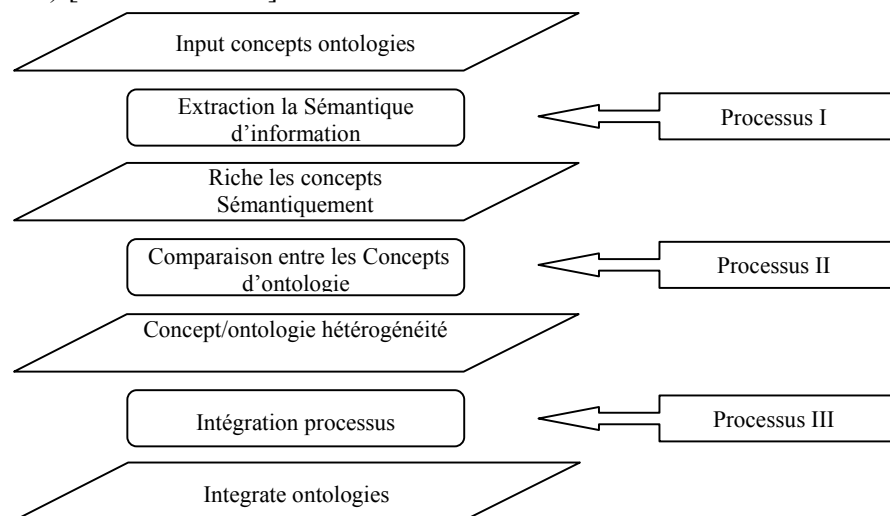 Input concepts ontologies
Extraction la Sémantique
d'information
Processus I
Riche les concepts
Sémantiquement
Comparaison entre les Concepts
d'ontologie
Processus II
Concept/ontologie hétérogénéité
Intégration processus
Processus III
Integrate ontologies